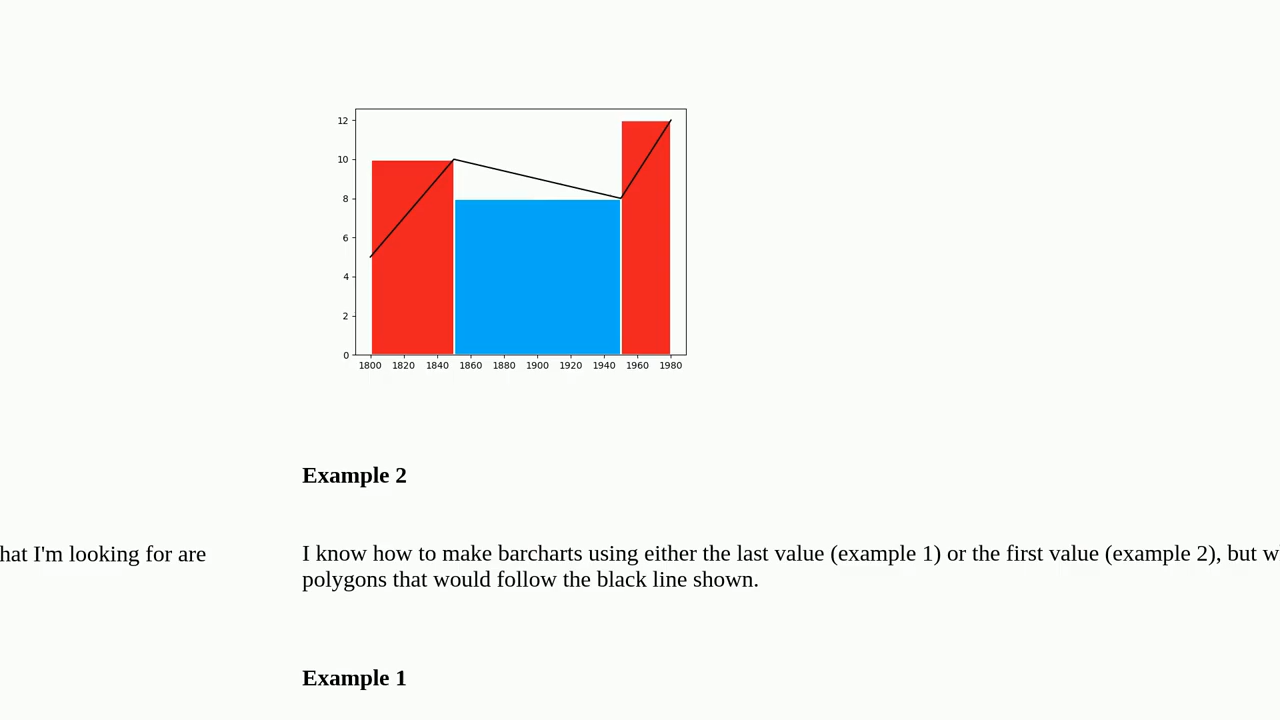 12
10
8
6
4
2
0
1800 1820 1840 1860 1880 1900 1920 1940 1960 1980
Example 2
hat I'm looking for are
I know how to make barcharts using either the last value (example 1) or the first value (example 2), but w
polygons that would follow the black line shown.
Example 1